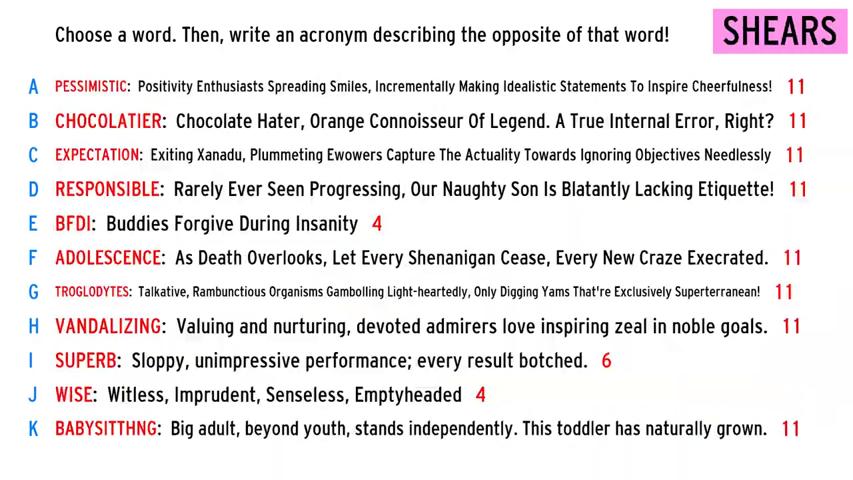 Choose a word. Then, write an acronym describing the opposite of that word!
SHEARS
A PESSIMISTIC: Positivity Enthusiasts Spreading Smiles, Incrementally Making Idealistic Statements To Inspire Cheerfulness! 11
B CHOCOLATIER: Chocolate Hater, Orange Connoisseur Of Legend. A True Internal Error, Right? 11
C EXPECTATION: Exiting Xanadu, Plummeting Ewowers Capture The Actuality Towards Ignoring Objectives Needlessly 11
D RESPONSIBLE: Rarely Ever Seen Progressing, Our Naughty Son Is Blatantly Lacking Etiquette! 11
E BFDI: Buddies Forgive During Insanity 4
F ADOLESCENCE: As Death Overlooks, Let Every Shenanigan Cease, Every New Craze Execrated. 11
G TROGLODYTES: Talkative, Rambunctious Organisms Gambolling Light-heartedly, Only Digging Yams That're Exclusively Superterranean! 11
H VANDALIZING: Valuing and nurturing, devoted admirers love inspiring zeal in noble goals. 11
I SUPERB: Sloppy, unimpressive performance; every result botched. 6
J WISE: Witless, Imprudent, Senseless, Emptyheaded 4
K BABYSITTHNG: Big adult, beyond youth, stands independently. This toddler has naturally grown. 11